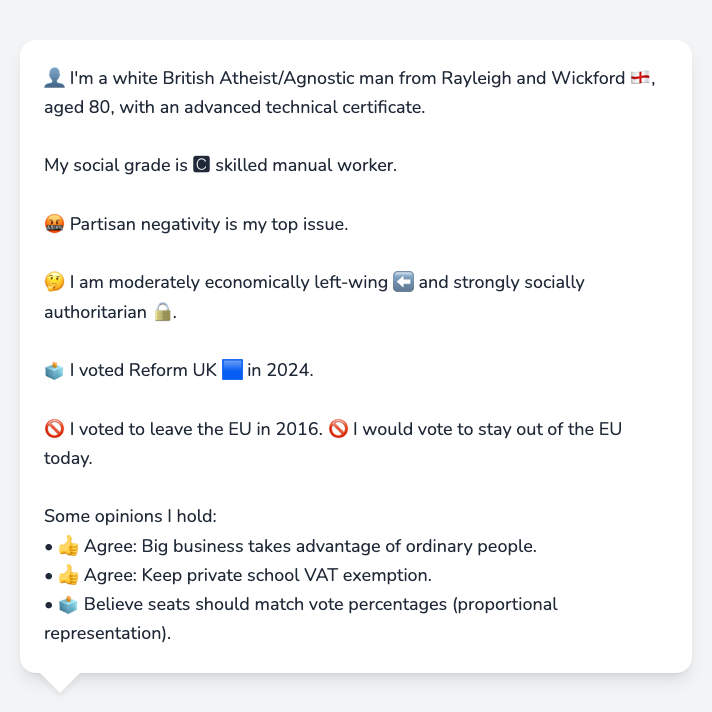 👤 I'm a white British Atheist/Agnostic man from Rayleigh and Wickford 🏴󠁧󠁢󠁥󠁮󠁧󠁿,
aged 80, with an advanced technical certificate.
My social grade is 🅲 skilled manual worker.
🤬 Partisan negativity is my top issue.
🤔 I am moderately economically left-wing ⬅️ and strongly socially
authoritarian 🔒.
🗳️ I voted Reform UK 🟦 in 2024.
🚫 I voted to leave the EU in 2016. 🚫 I would vote to stay out of the EU
today.
Some opinions I hold:
• 👍 Agree: Big business takes advantage of ordinary people.
• 👍 Agree: Keep private school VAT exemption.
• 🗳️ Believe seats should match vote percentages (proportional
representation).